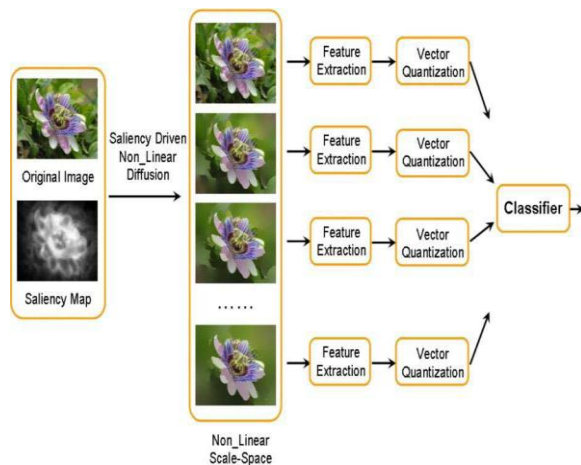 Original Image
Saliency Map
Saliency Driven
Non_Linear
Diffusion
......
Non_Linear
Scale-Space
Feature
Extraction
Vector
Quantization
Feature
Extraction
Vector
Quantization
Feature
Extraction
Vector
Quantization
Feature
Extraction
Vector
Quantization
Classifier